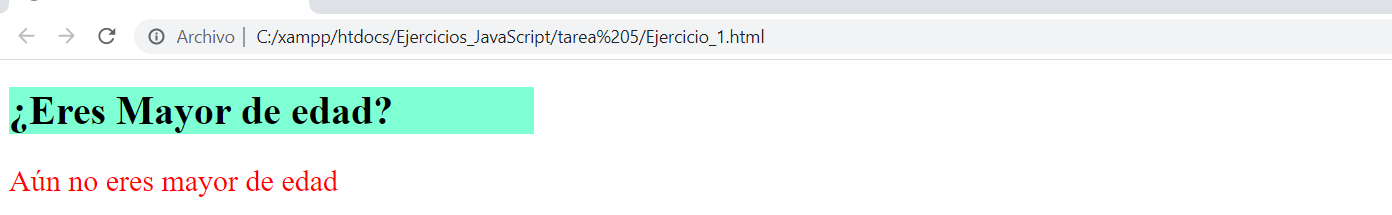 Archivo | C:/xampp/htdocs/Ejercicios_JavaScript/tarea%205/Ejercicio_1.html
¿Eres Mayor de edad?
Aún no eres mayor de edad